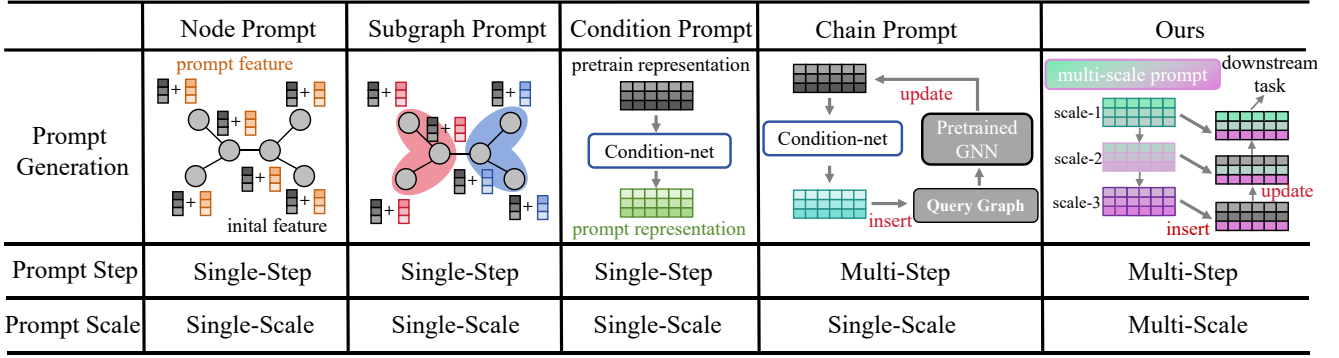 Node Prompt
Subgraph Prompt
Condition Prompt
Chain Prompt
Ours
Prompt
Generation
prompt feature
+
+
+
+
+
+
inital feature
+
+
+
+
+
+
pretrain representation
Condition-net
prompt representation
update
Condition-net
Pretrained
GNN
insert
Query Graph
multi-scale prompt
downstream
task
scale-1
scale-2
scale-3
update
insert
Prompt Step
Single-Step
Single-Step
Single-Step
Multi-Step
Multi-Step
Prompt Scale
Single-Scale
Single-Scale
Single-Scale
Single-Scale
Multi-Scale